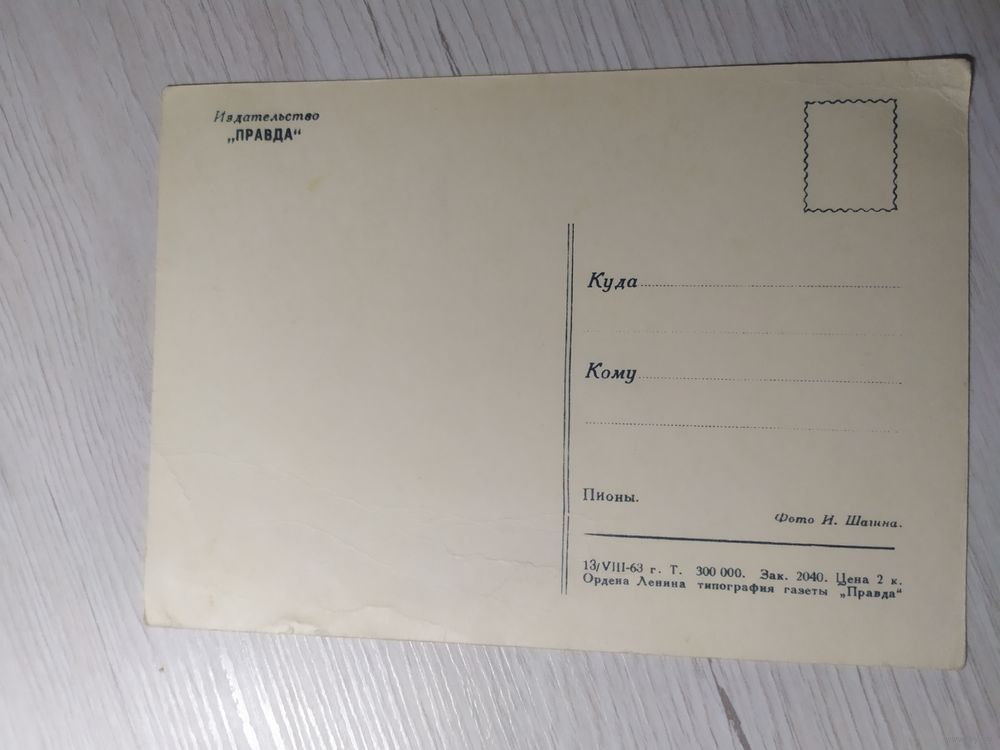 Издательство
„ПРАВДА“
Куда
Кому
Пионы.
Фото И. Шагина.
13/VIII-63 г. Т. 300 000. Зак. 2040. Цена 2 к.
Ордена Ленина типография газеты „Правда“